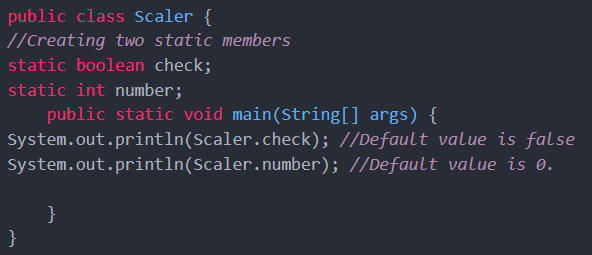 public class Scaler {
//Creating two static members
static boolean check;
static int number;
    public static void main(String[] args) {
System.out.println(Scaler.check); //Default value is false
System.out.println(Scaler.number); //Default value is 0.
    }
}